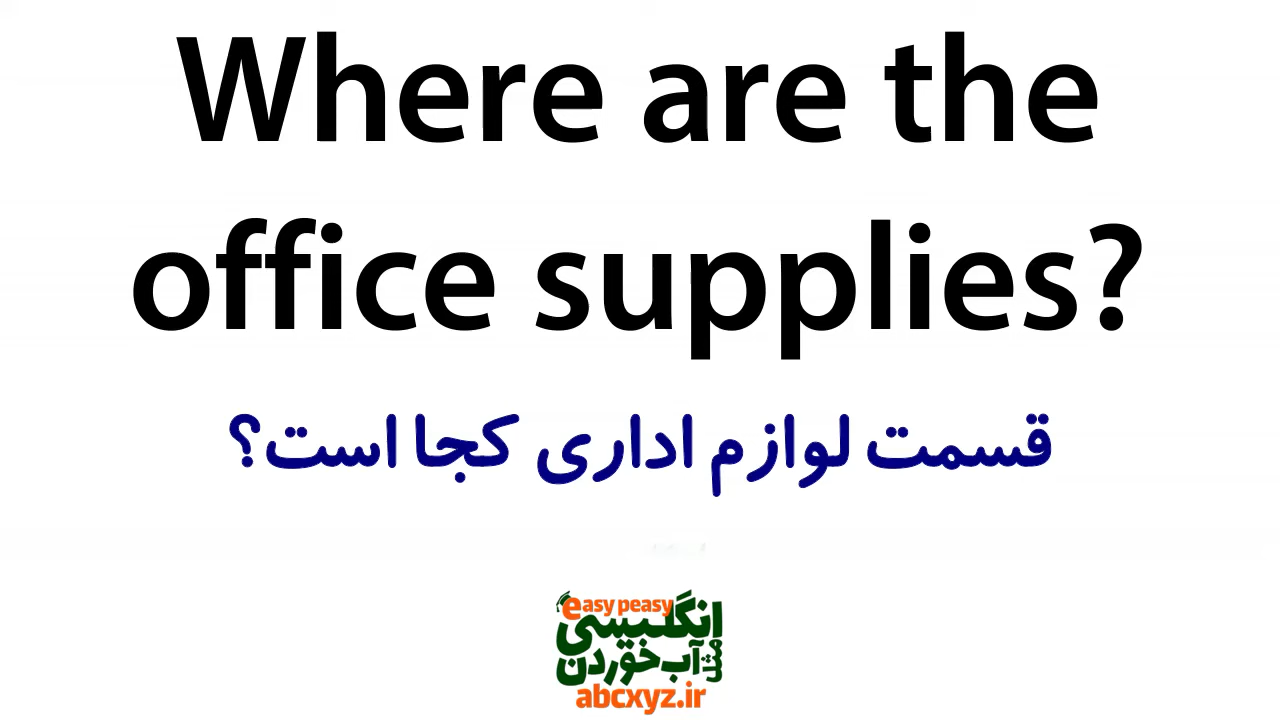 Where are the
office supplies?
قسمت لوازم اداری کجا است؟
easy peasy
انگلیسی
مثل آب خوردن
abcxyz.ir